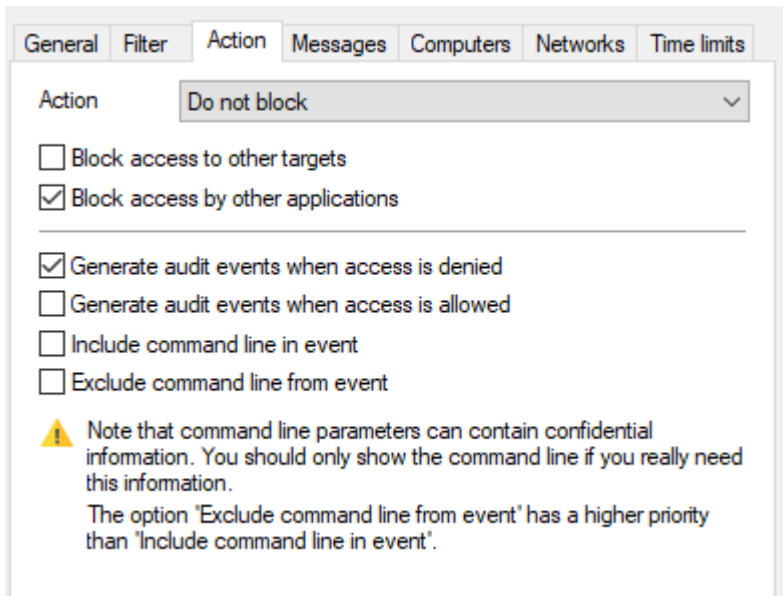 General Filter Action Messages Computers Networks Time limits
Action Do not block
Block access to other targets
Block access by other applications
Generate audit events when access is denied
Generate audit events when access is allowed
Include command line in event
Exclude command line from event
Note that command line parameters can contain confidential
information. You should only show the command line if you really need
this information.
The option 'Exclude command line from event' has a higher priority
than 'Include command line in event'.